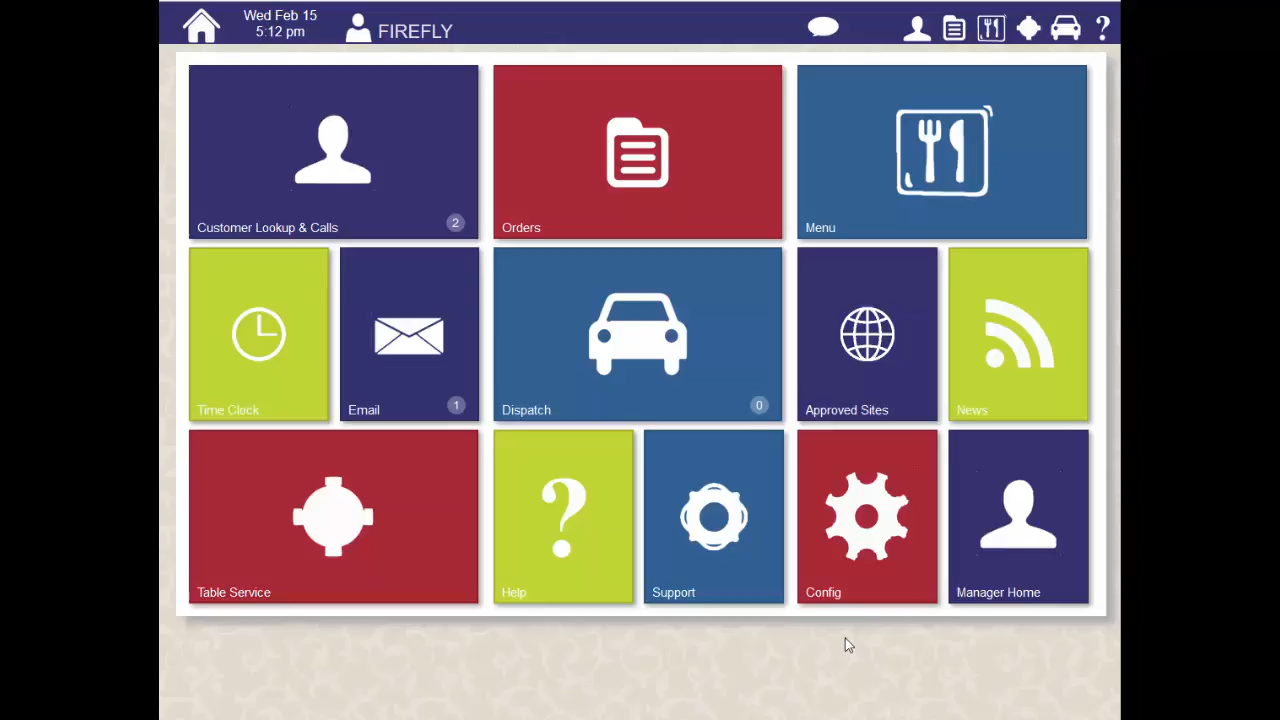 Wed Feb 15
5:12 pm
FIREFLY
?
Customer Lookup & Calls
2
Orders
Menu
Time Clock
Email
1
Dispatch
0
Approved Sites
News
Table Service
?
Help
Support
Config
Manager Home